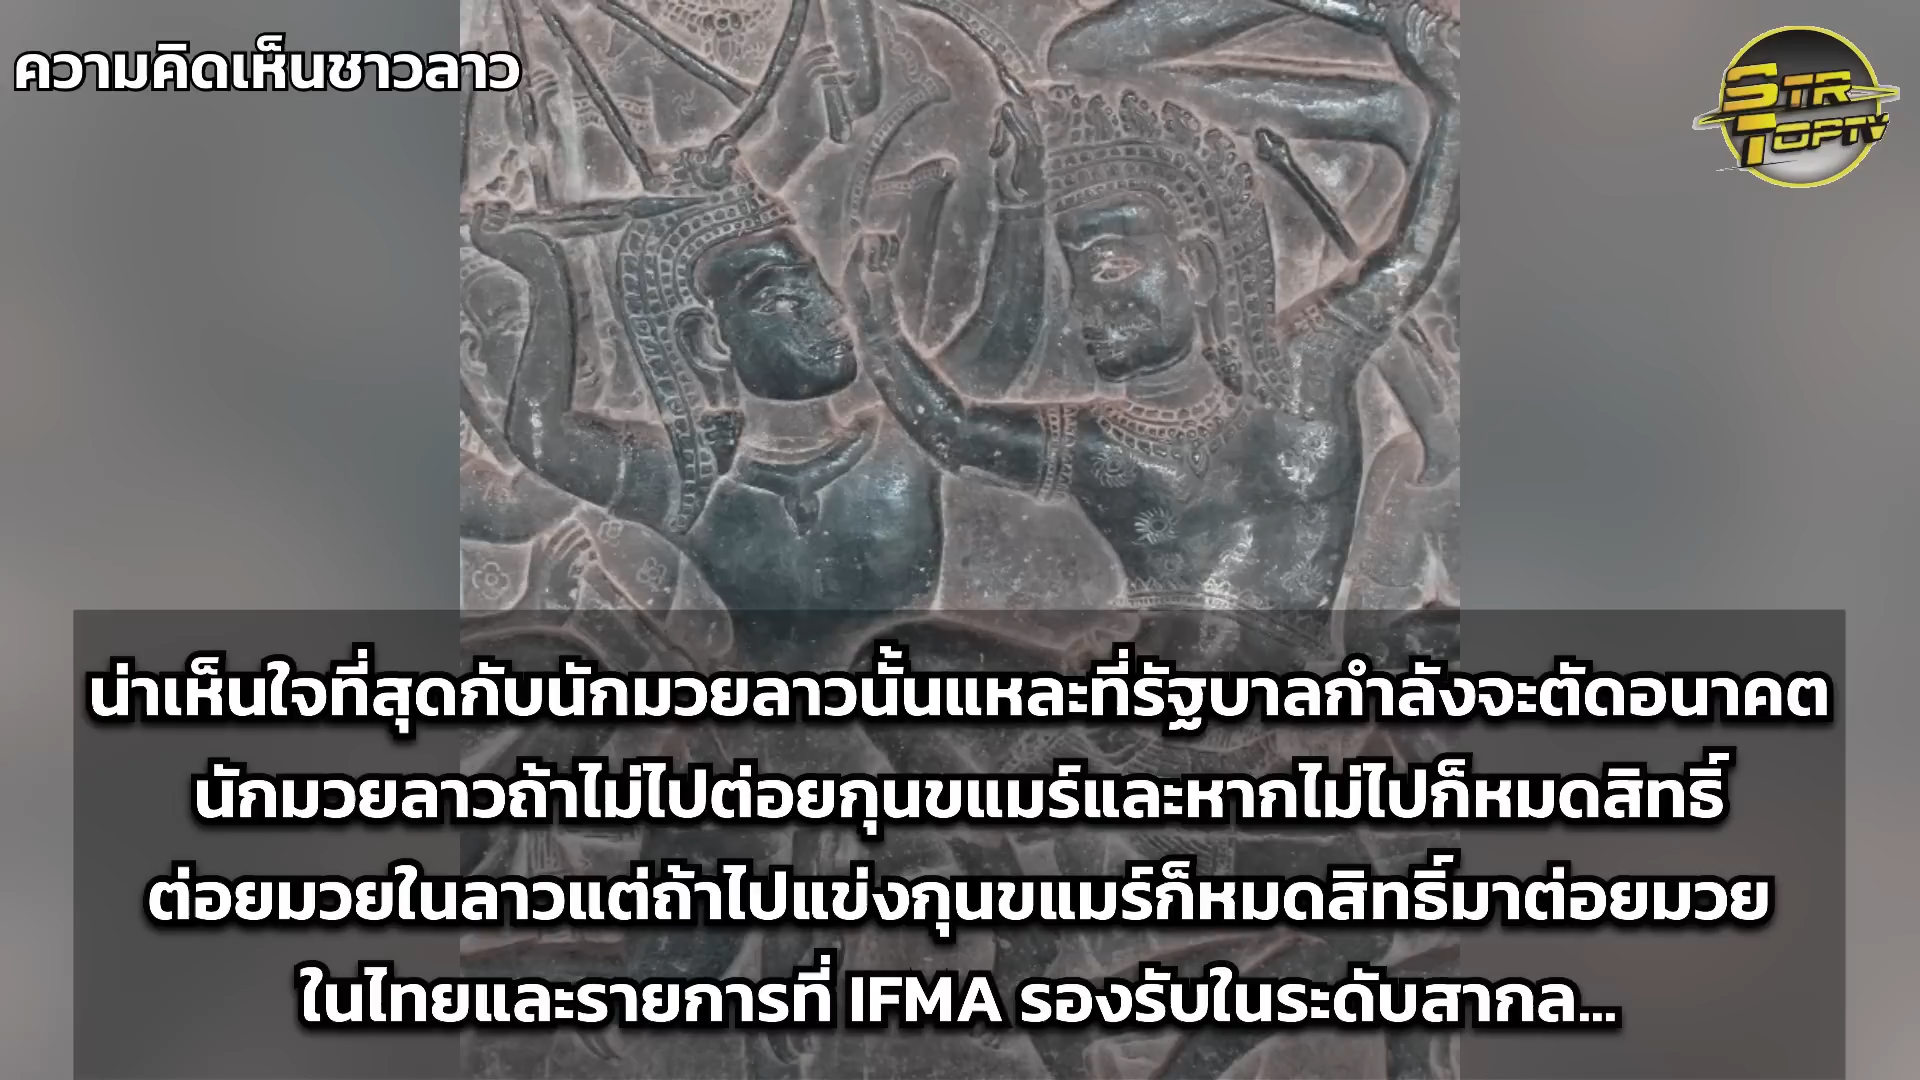 ความคิดเห็นชาวลาว
STR
TOPTV
น่าเห็นใจที่สุดกับนักมวยลาวนั้นแหละที่รัฐบาลกำลังจะตัดอนาคต
นักมวยลาวถ้าไม่ไปต่อยกุนขแมร์และหากไม่ไปก็หมดสิทธิ์
ต่อยมวยในลาวแต่ถ้าไปแข่งกุนขแมร์ก็หมดสิทธิ์มาต่อยมวย
ในไทยและรายการที่ IFMA รองรับในระดับสากล...